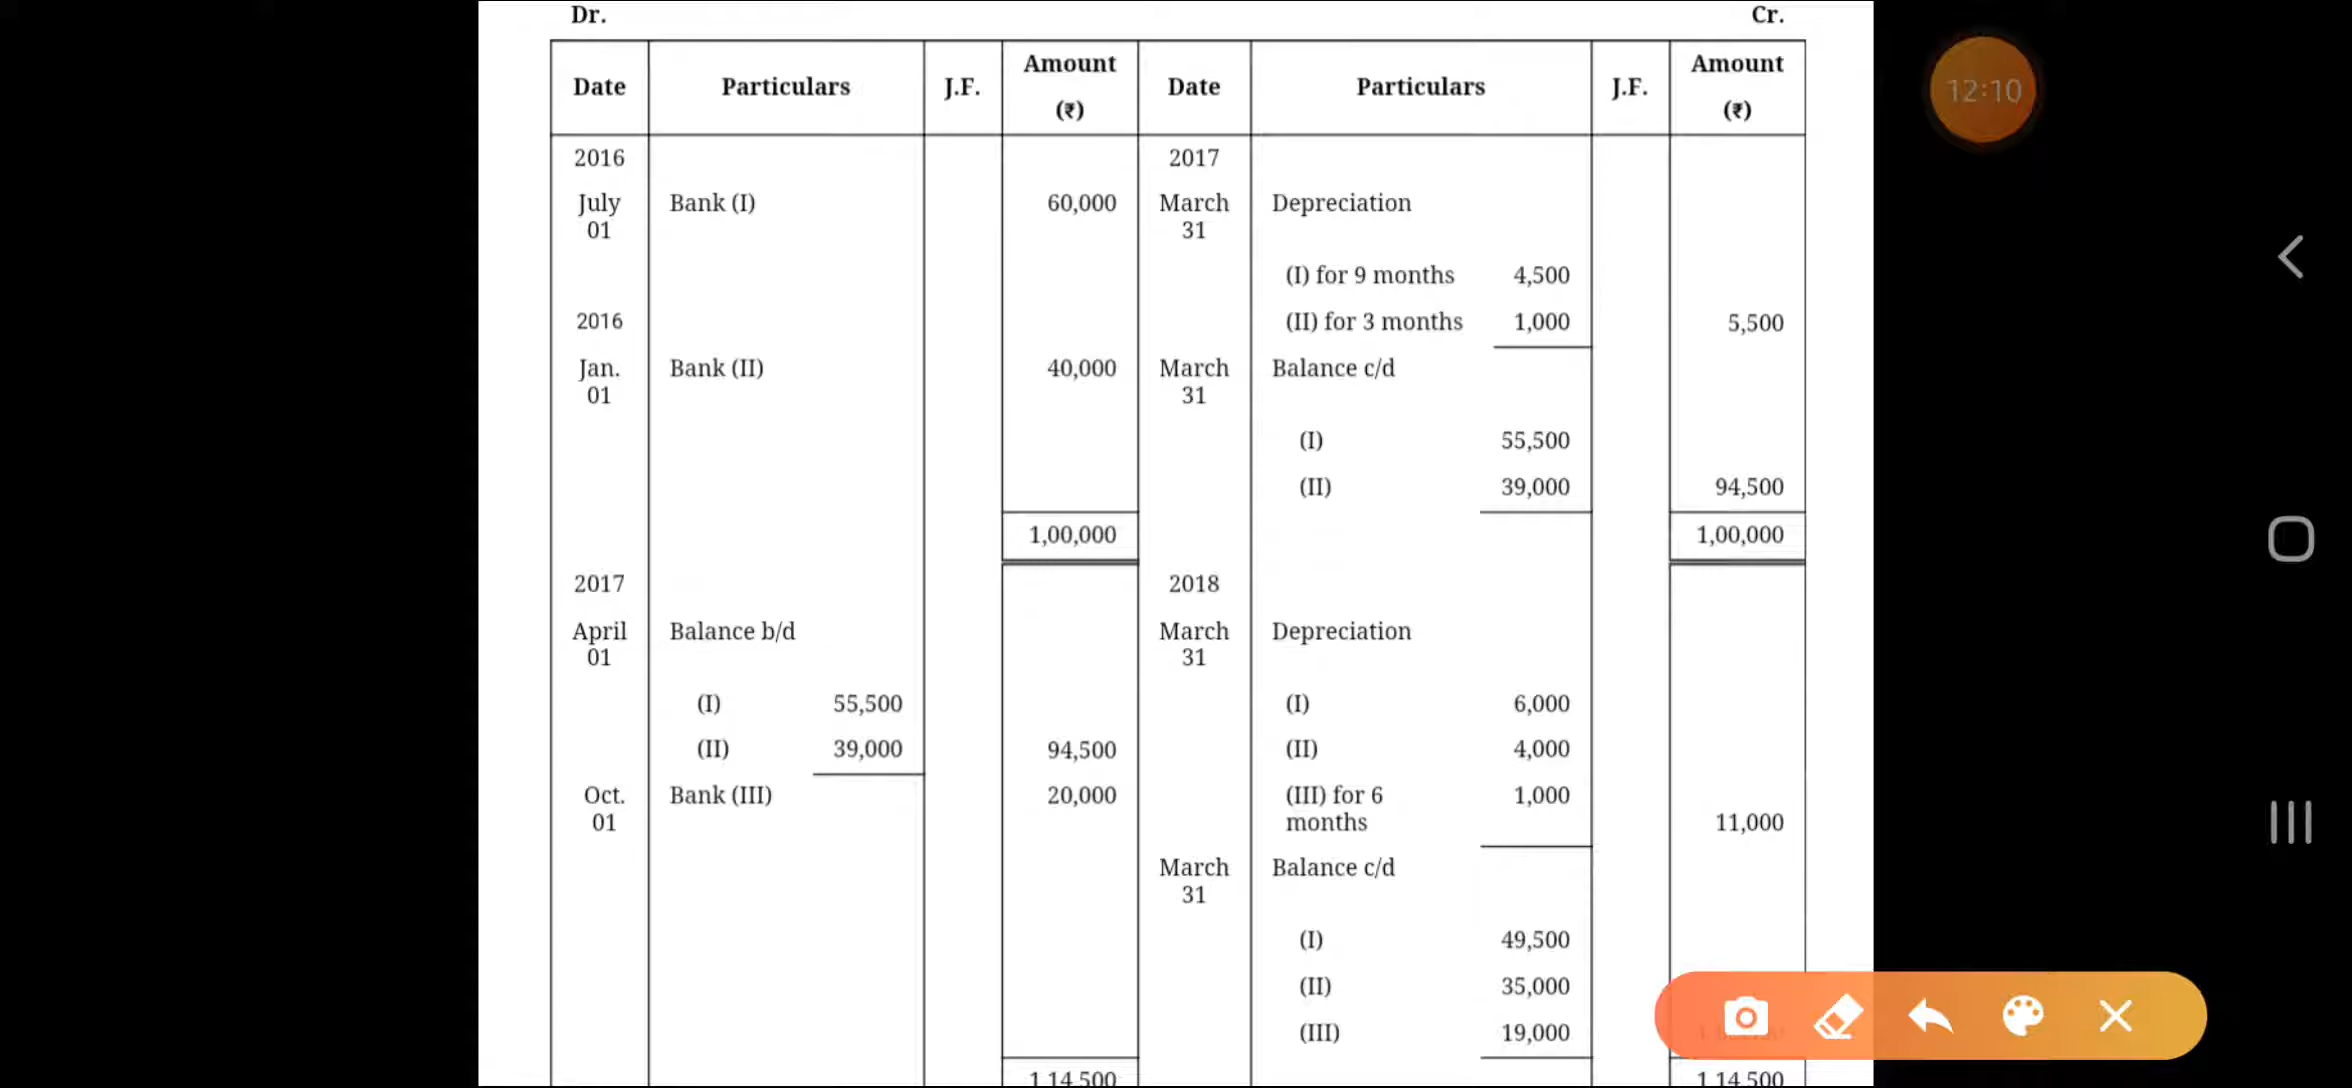 Dr. Cr.
Date Particulars J.F. Amount (₹) Date Particulars J.F. Amount (₹)
12:10
2016 2017
July 01 Bank (I) 60,000 March 31 Depreciation
(I) for 9 months 4,500
2016 (II) for 3 months 1,000 5,500
Jan. 01 Bank (II) 40,000 March 31 Balance c/d
(I) 55,500
(II) 39,000 94,500
1,00,000 1,00,000
2017 2018
April 01 Balance b/d March 31 Depreciation
(I) 55,500 (I) 6,000
(II) 39,000 94,500 (II) 4,000
Oct. 01 Bank (III) 20,000 (III) for 6 months 1,000 11,000
March 31 Balance c/d
(I) 49,500
(II) 35,000
(III) 19,000
1,14,500 1,14,500